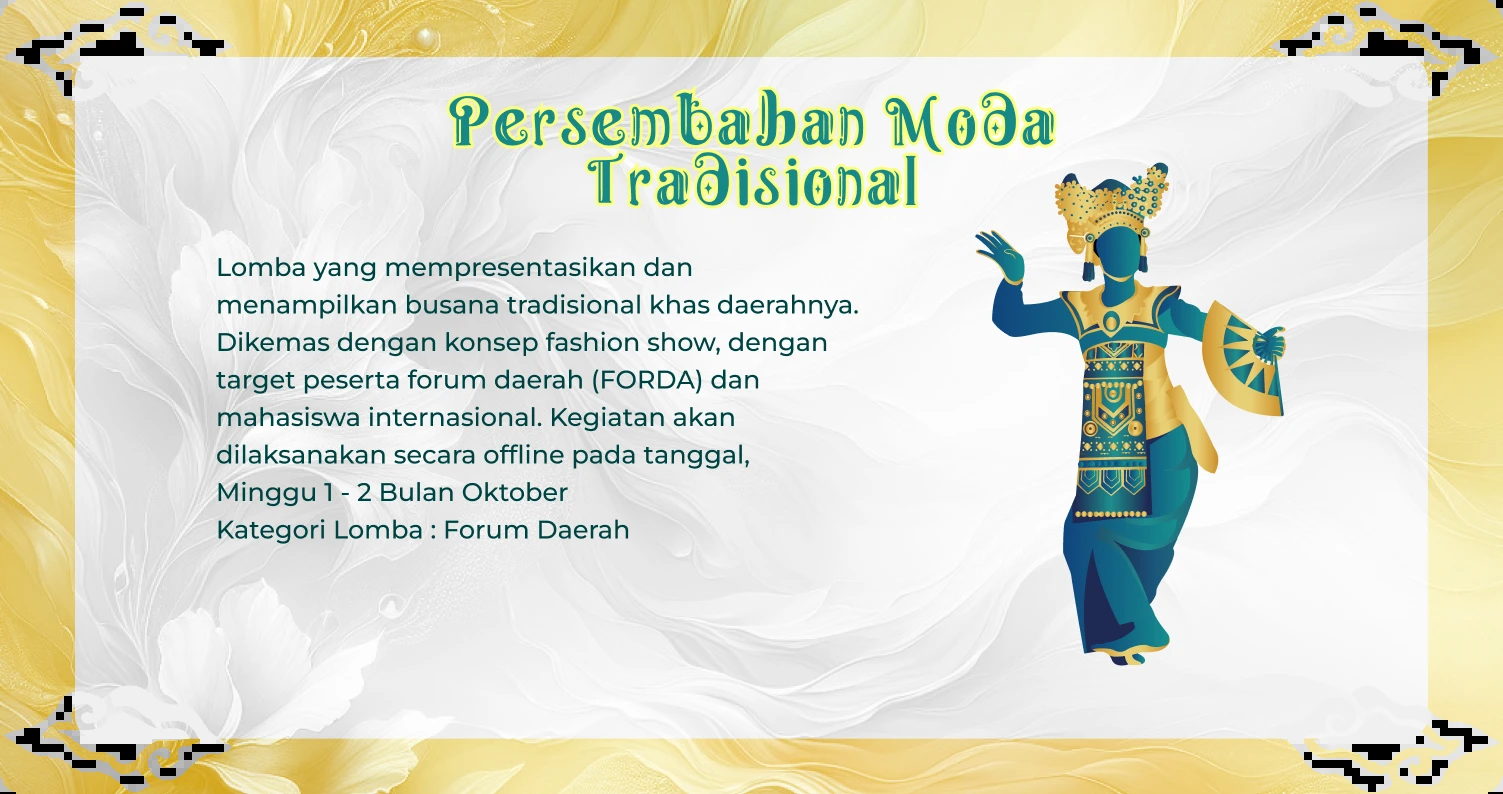 Persembahan Moda
Tradisional
Lomba yang mempresentasikan dan
menampilkan busana tradisional khas daerahnya.
Dikemas dengan konsep fashion show, dengan
target peserta forum daerah (FORDA) dan
mahasiswa internasional. Kegiatan akan
dilaksanakan secara offline pada tanggal,
Minggu 1 - 2 Bulan Oktober
Kategori Lomba : Forum Daerah